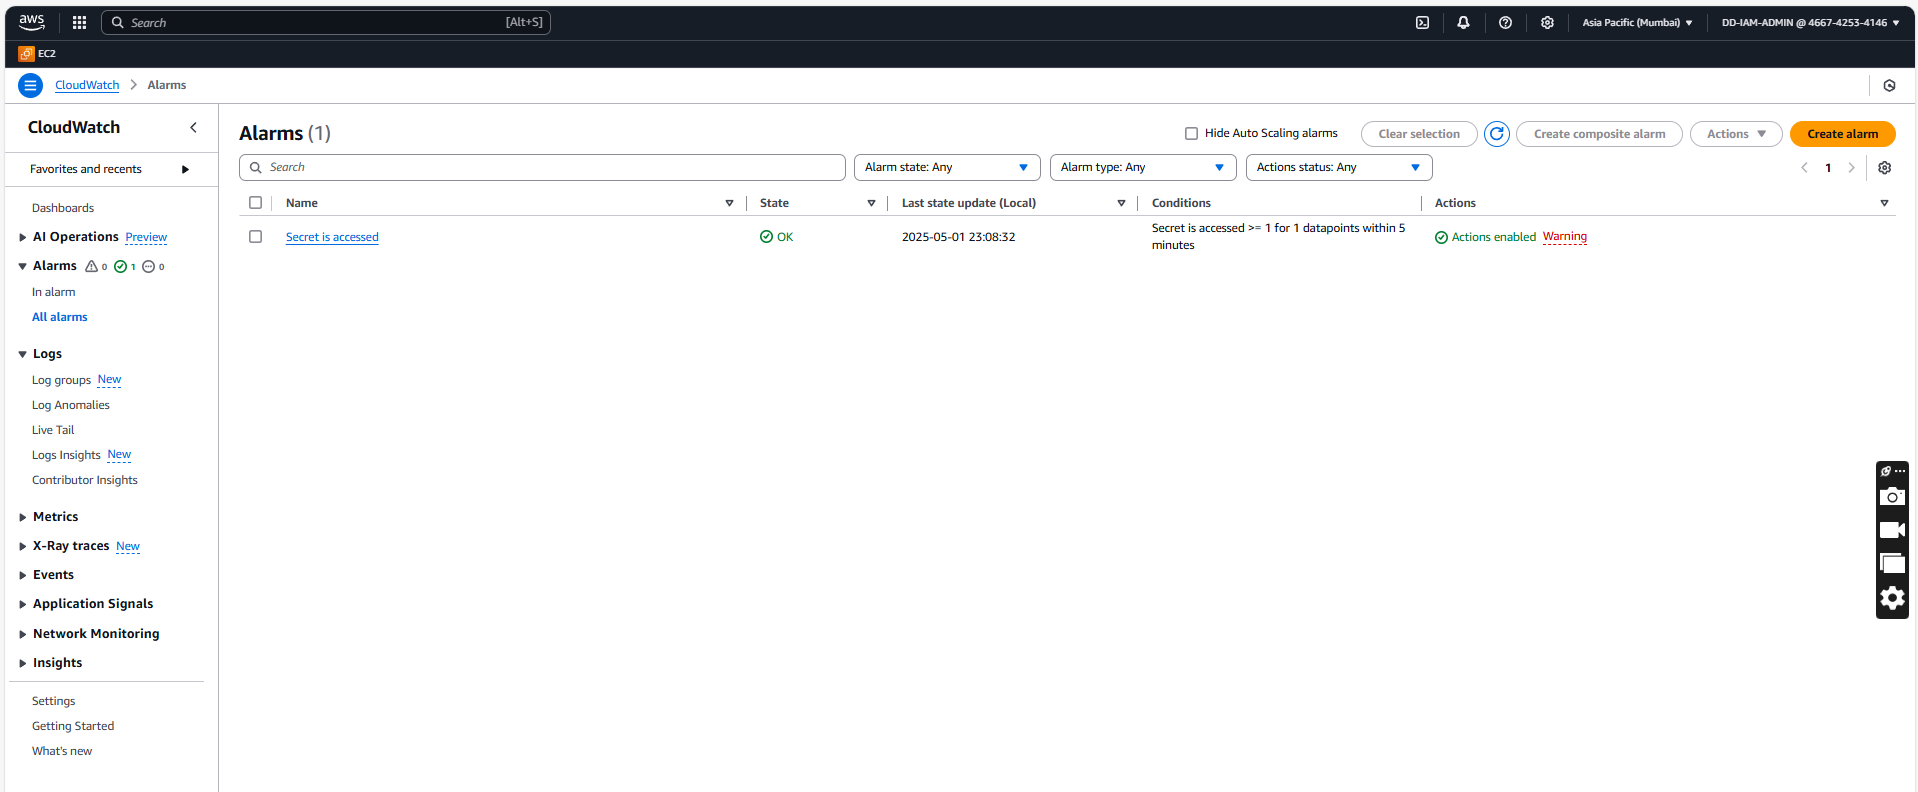 aws
Search
[Alt+S]
Asia Pacific (Mumbai)
DD-IAM-ADMIN @ 4667-4253-4146
EC2
CloudWatch
Alarms
CloudWatch
Favorites and recents
Dashboards
AI Operations Preview
Alarms 0 1 0
In alarm
All alarms
Logs
Log groups New
Log Anomalies
Live Tail
Logs Insights New
Contributor Insights
Metrics
X-Ray traces New
Events
Application Signals
Network Monitoring
Insights
Settings
Getting Started
What's new
Alarms (1)
Hide Auto Scaling alarms
Clear selection
Create composite alarm
Actions
Create alarm
Search
Alarm state: Any
Alarm type: Any
Actions status: Any
1
Name
State
Last state update (Local)
Conditions
Actions
Secret is accessed
OK
2025-05-01 23:08:32
Secret is accessed >= 1 for 1 datapoints within 5
minutes
Actions enabled Warning